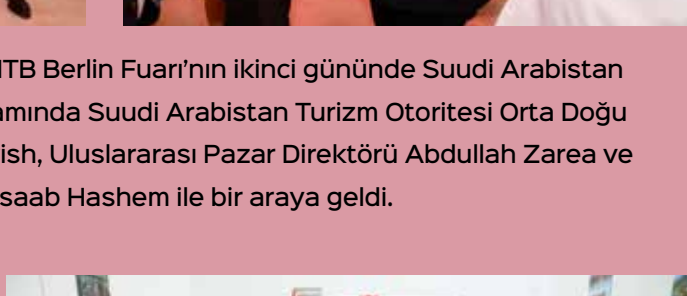 ITB Berlin Fuarı’nın ikinci gününde Suudi Arabistan
amında Suudi Arabistan Turizm Otoritesi Orta Doğu
ish, Uluslararası Pazar Direktörü Abdullah Zarea ve
saab Hashem ile bir araya geldi.